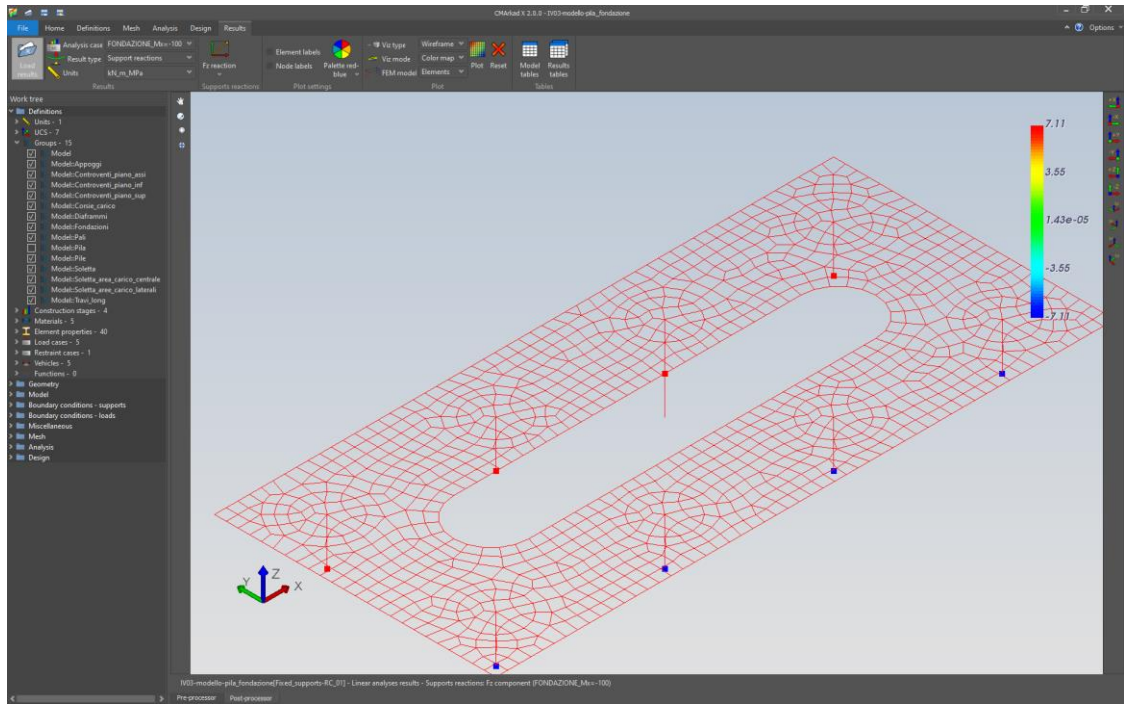 CMArked X 2.0.0 - IV03-modello-pila_fondazione
File Home Definitions Mesh Analysis Design Results
Options
Load results
Analysis case FONDAZIONE_Mx=-100
Result type Support reactions
Units kN_m_MPa
Results
Fz reaction
Supports reactions
Element labels
Node labels
Palette red-blue
Plot settings
Viz type Wireframe
Viz mode Color map
FEM model Elements
Plot Reset
Plot
Model tables
Results tables
Tables
Work tree
Definitions
Units - 1
UCS - 7
Groups - 15
Model
Model::Appoggi
Model::Controventi_piano_assi
Model::Controventi_piano_inf
Model::Controventi_piano_sup
Model::Corsie_carico
Model::Diaframmi
Model::Fondazioni
Model::Pali
Model::Pila
Model::Pile
Model::Soletta
Model::Soletta_area_carico_centrale
Model::Soletta_aree_carico_laterali
Model::Travi_long
Construction stages - 4
Materials - 5
Element properties - 40
Load cases - 5
Restraint cases - 1
Vehicles - 5
Functions - 0
Geometry
Model
Boundary conditions - supports
Boundary conditions - loads
Miscellaneous
Mesh
Analysis
Design
7.11
3.55
1.43e-05
-3.55
-7.11
Z
Y
X
IV03-modello-pila_fondazione[Fixed_supports-RC_01] - Linear analyses results - Supports reactions: Fz component (FONDAZIONE_Mx=-100)
Pre-processor Post-processor